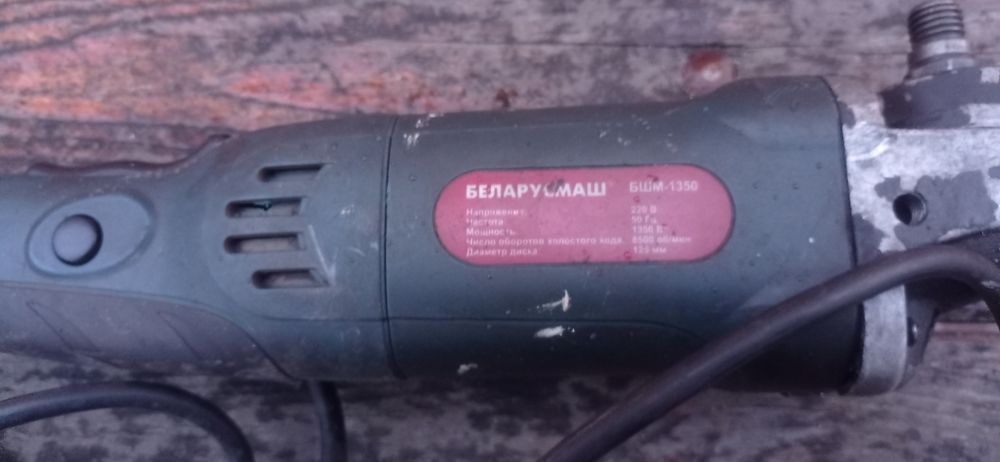 БЕЛАРУСМАШ БШМ-1350
Напряжение 220 В
Частота 50 Гц
Мощность 1350 Вт
Число оборотов холостого хода 8500 об/мин
Диаметр диска 125 мм